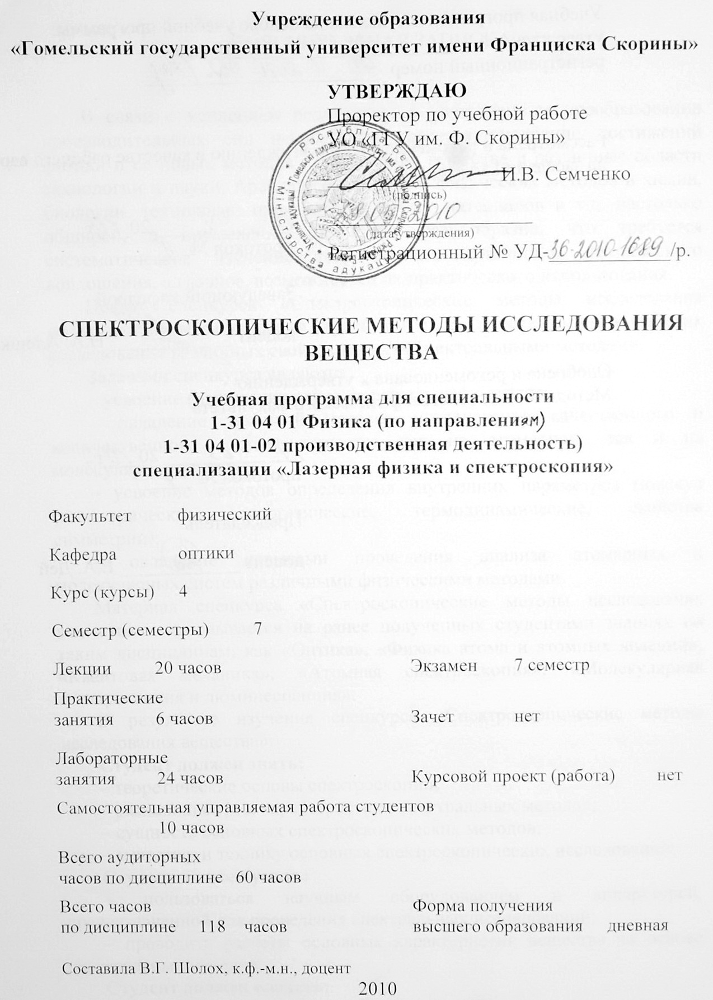 Учреждение образования
«Гомельский государственный университет имени Франциска Скорины»
УТВЕРЖДАЮ
Проректор по учебной работе
УО «ГГУ им. Ф. Скорины»
И.В. Семченко
(подпись)
2010
(дата утверждения)
Регистрационный № УД-36-2010-1689/р.
СПЕКТРОСКОПИЧЕСКИЕ МЕТОДЫ ИССЛЕДОВАНИЯ
ВЕЩЕСТВА
Учебная программа для специальности
1-31 04 01 Физика (по направлениям)
1-31 04 01-02 производственная деятельность)
специализации «Лазерная физика и спектроскопия»
Факультет физический
Кафедра оптики
Курс (курсы) 4
Семестр (семестры) 7
Лекции 20 часов Экзамен 7 семестр
Практические
занятия 6 часов Зачет нет
Лабораторные
занятия 24 часов Курсовой проект (работа) нет
Самостоятельная управляемая работа студентов
10 часов
Всего аудиторных
часов по дисциплине 60 часов
Всего часов Форма получения
по дисциплине 118 часов высшего образования дневная
Составила В.Г. Шолох, к.ф.-м.н., доцент
2010